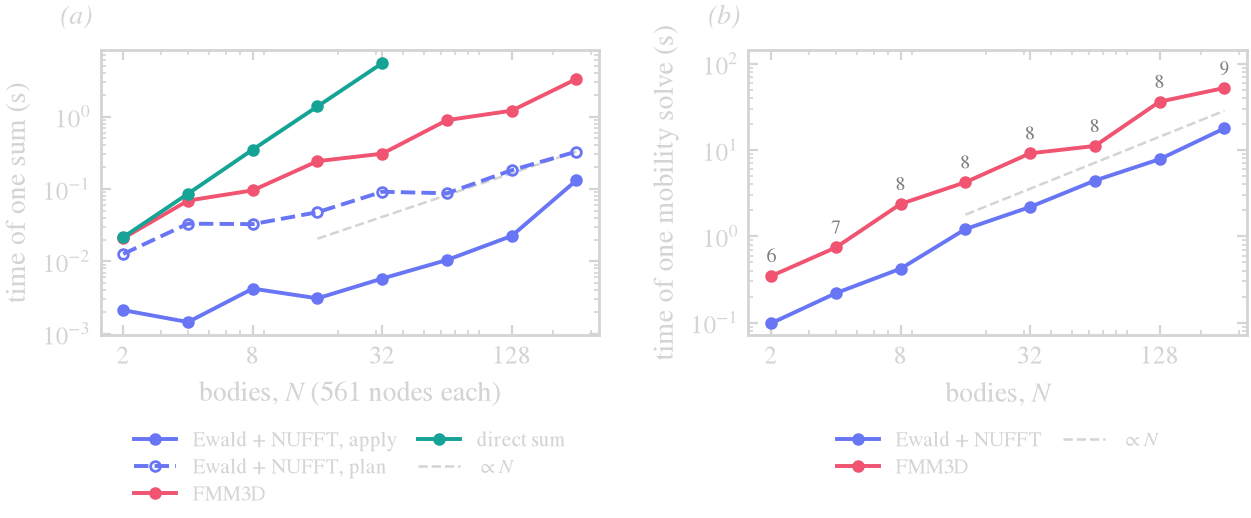 (a)
time of one sum (s)
10^0
10^-1
10^-2
10^-3
2 8 32 128
bodies, N (561 nodes each)
Ewald + NUFFT, apply
Ewald + NUFFT, plan
FMM3D
direct sum
∝ N
(b)
time of one mobility solve (s)
10^2
10^1
10^0
10^-1
6 7 8 8 8 8 8 9
2 8 32 128
bodies, N
Ewald + NUFFT
FMM3D
∝ N